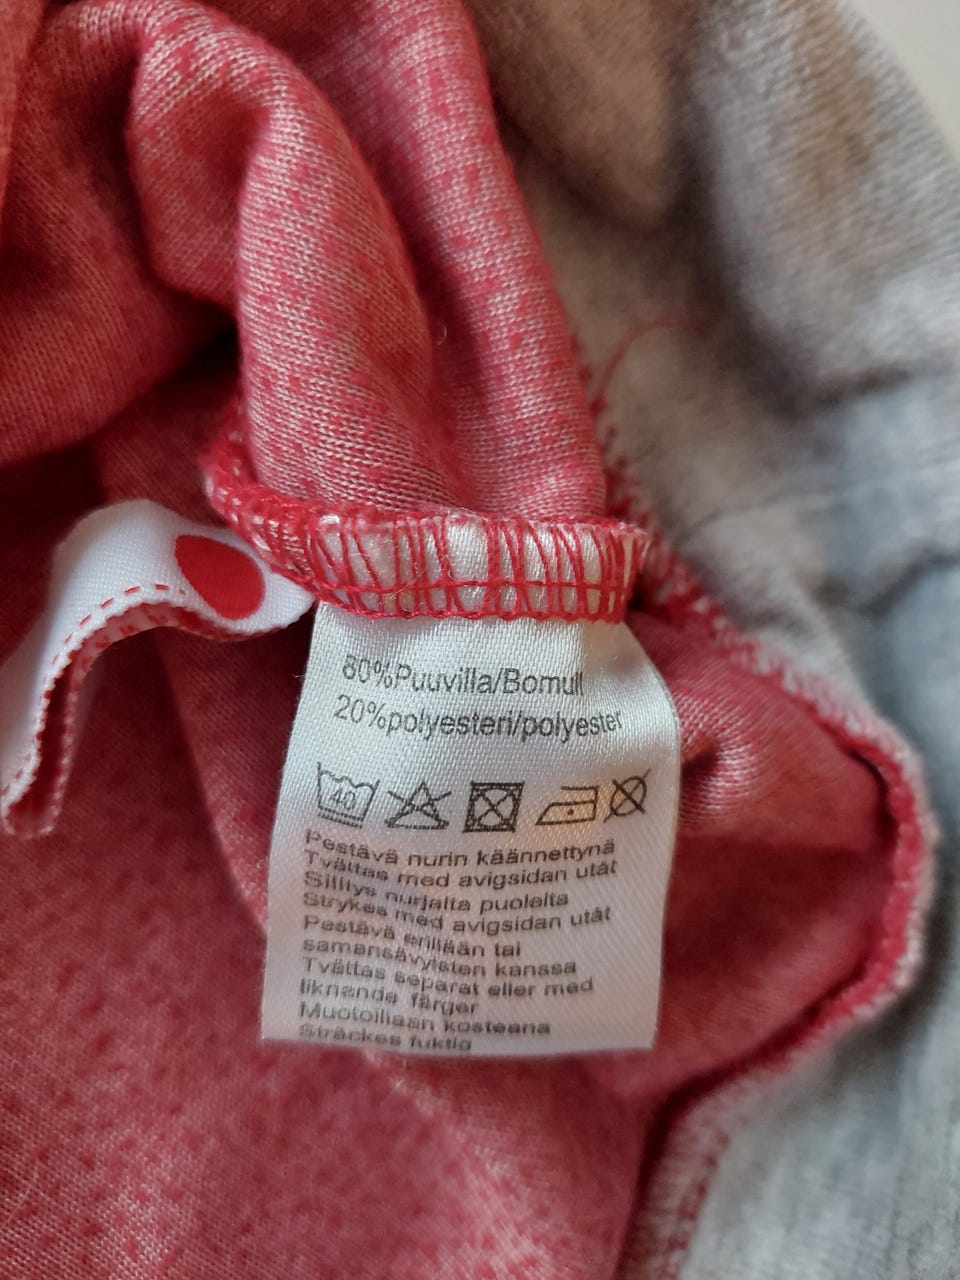 80%Puuvilla/Bomull
20%polyesteri/polyester
40
Pestävä nurin käännettynä
Tvättas med avigsidan utåt
Silitys nurjalta puolelta
Strykes med avigsidan utåt
Pestävä erillään tai
samansävyisten kanssa
Tvättas separat eller med
liknande färger
Muotoillaan kosteana
Sträckes fuktig